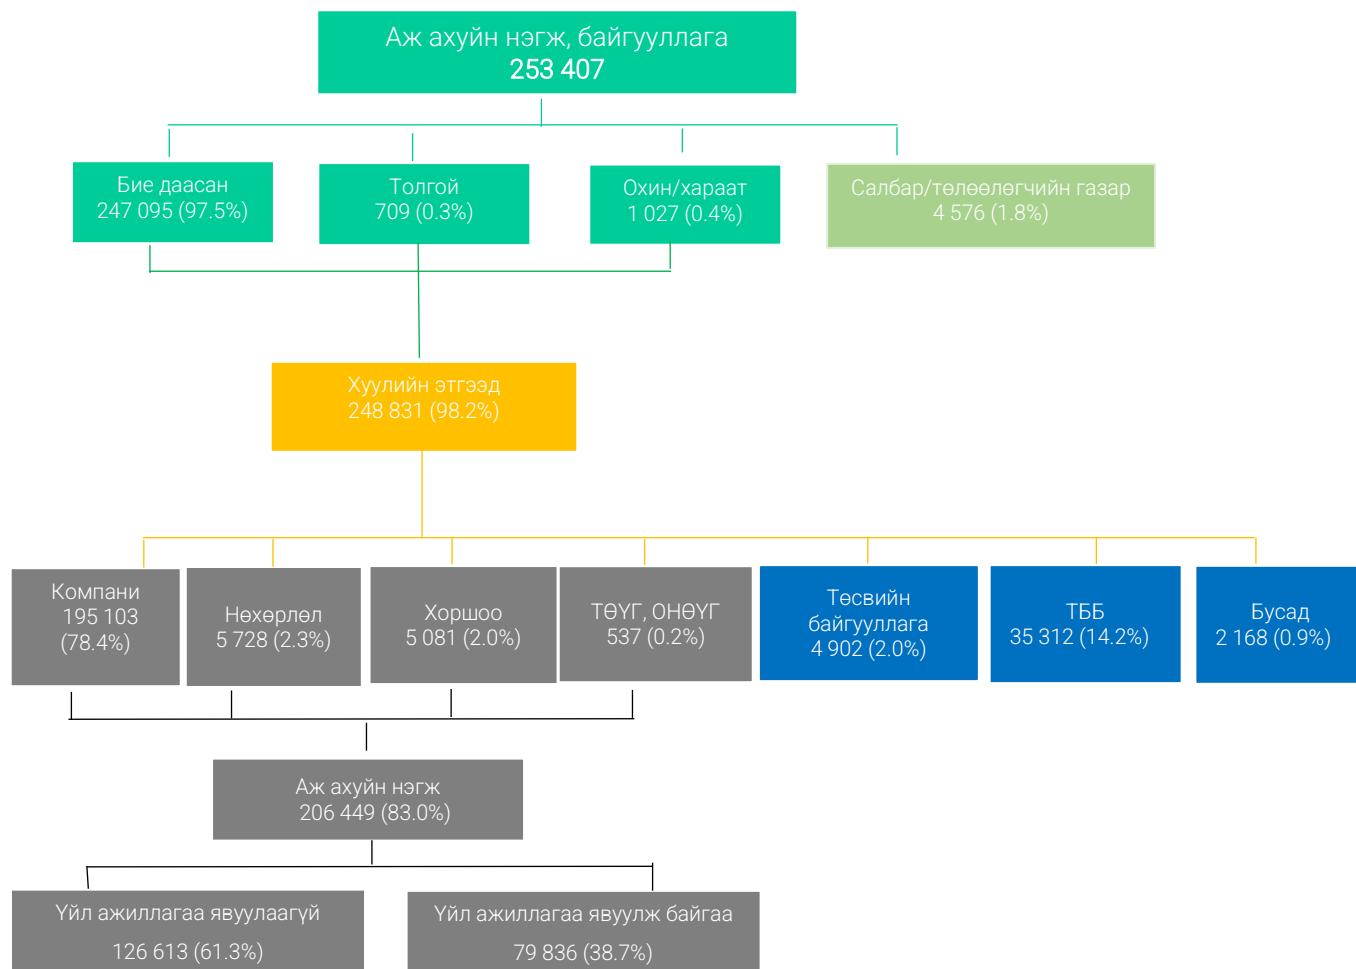 Аж ахуйн нэгж, байгууллага
253 407
Бие даасан
247 095 (97.5%)
Толгой
709 (0.3%)
Охин/хараат
1 027 (0.4%)
Салбар/төлөөлөгчийн газар
4 576 (1.8%)
Хуулийн этгээд
248 831 (98.2%)
Компани
195 103
(78.4%)
Нөхөрлөл
5 728 (2.3%)
Хоршоо
5 081 (2.0%)
ТӨҮГ, ОНӨҮГ
537 (0.2%)
Төсвийн
байгууллага
4 902 (2.0%)
ТББ
35 312 (14.2%)
Бусад
2 168 (0.9%)
Аж ахуйн нэгж
206 449 (83.0%)
Үйл ажиллагаа явуулаагүй
126 613 (61.3%)
Үйл ажиллагаа явуулж байгаа
79 836 (38.7%)